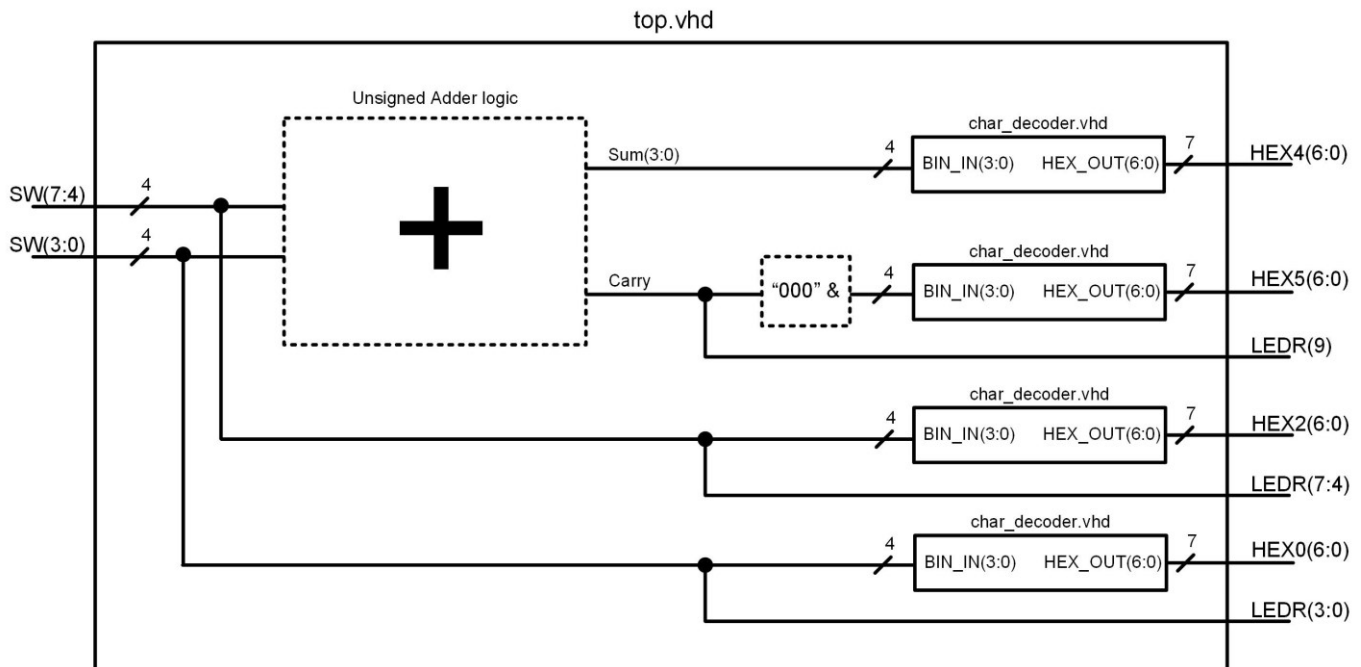 top.vhd
Unsigned Adder logic
char_decoder.vhd
Sum(3:0)
4
BIN_IN(3:0) HEX_OUT(6:0)
7
HEX4(6:0)
SW(7:4)
4
SW(3:0)
4
+
char_decoder.vhd
Carry
“000” &
4
BIN_IN(3:0) HEX_OUT(6:0)
7
HEX5(6:0)
LEDR(9)
char_decoder.vhd
4
BIN_IN(3:0) HEX_OUT(6:0)
7
HEX2(6:0)
LEDR(7:4)
char_decoder.vhd
4
BIN_IN(3:0) HEX_OUT(6:0)
7
HEX0(6:0)
LEDR(3:0)